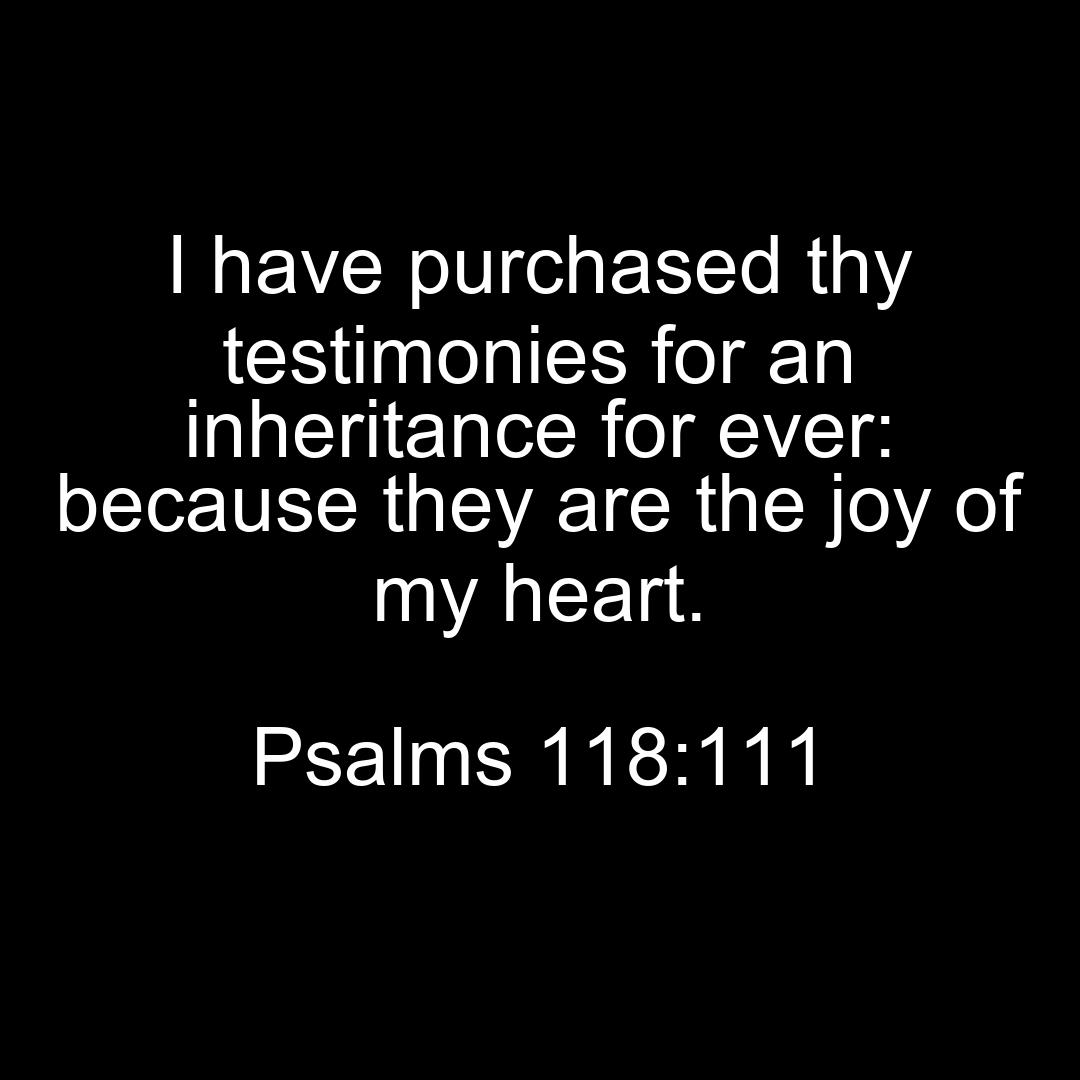 I have purchased thy
testimonies for an
inheritance for ever:
because they are the joy of
my heart.
Psalms 118:111